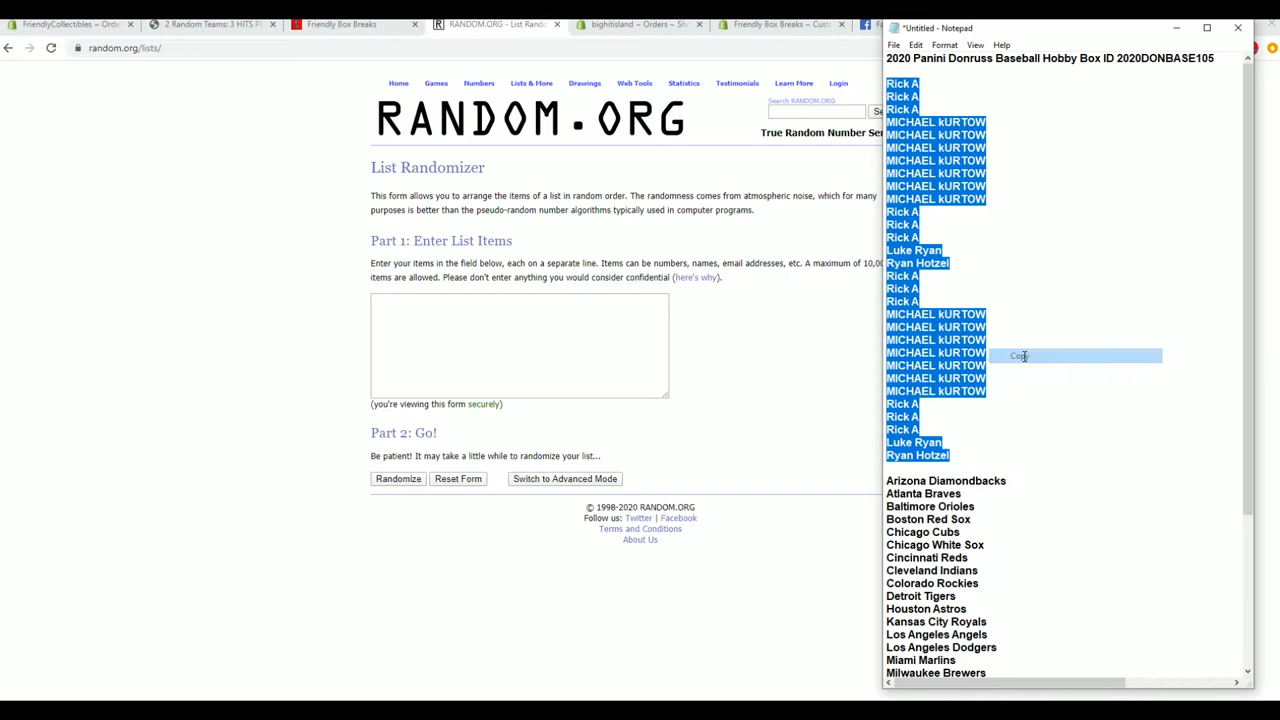 FriendlyCollectibles ~ Orde
2 Random Teams: 3 HITS P
Friendly Box Breaks
RANDOM.ORG - List Rando
bighitisland ~ Orders ~ Sh
Friendly Box Breaks ~ Cust
random.org/lists/
Home
Games
Numbers
Lists & More
Drawings
Web Tools
Statistics
Testimonials
Learn More
Login
RANDOM.ORG
Search RANDOM.ORG
True Random Number Ser
List Randomizer
This form allows you to arrange the items of a list in random order. The randomness comes from atmospheric noise, which for many
purposes is better than the pseudo-random number algorithms typically used in computer programs.
Part 1: Enter List Items
Enter your items in the field below, each on a separate line. Items can be numbers, names, email addresses, etc. A maximum of 10,00
items are allowed. Please don't enter anything you would consider confidential (here's why).
(you're viewing this form securely)
Part 2: Go!
Be patient! It may take a little while to randomize your list...
Randomize
Reset Form
Switch to Advanced Mode
© 1998-2020 RANDOM.ORG
Follow us: Twitter | Facebook
Terms and Conditions
About Us
*Untitled - Notepad
File
Edit
Format
View
Help
2020 Panini Donruss Baseball Hobby Box ID 2020DONBASE105
Rick A
Rick A
Rick A
MICHAEL kURTOW
MICHAEL kURTOW
MICHAEL kURTOW
MICHAEL kURTOW
MICHAEL kURTOW
MICHAEL kURTOW
MICHAEL kURTOW
Rick A
Rick A
Rick A
Luke Ryan
Ryan Hotzel
Rick A
Rick A
Rick A
MICHAEL kURTOW
MICHAEL kURTOW
MICHAEL kURTOW
MICHAEL kURTOW
MICHAEL kURTOW
MICHAEL kURTOW
MICHAEL kURTOW
Rick A
Rick A
Rick A
Luke Ryan
Ryan Hotzel
Copy
Arizona Diamondbacks
Atlanta Braves
Baltimore Orioles
Boston Red Sox
Chicago Cubs
Chicago White Sox
Cincinnati Reds
Cleveland Indians
Colorado Rockies
Detroit Tigers
Houston Astros
Kansas City Royals
Los Angeles Angels
Los Angeles Dodgers
Miami Marlins
Milwaukee Brewers